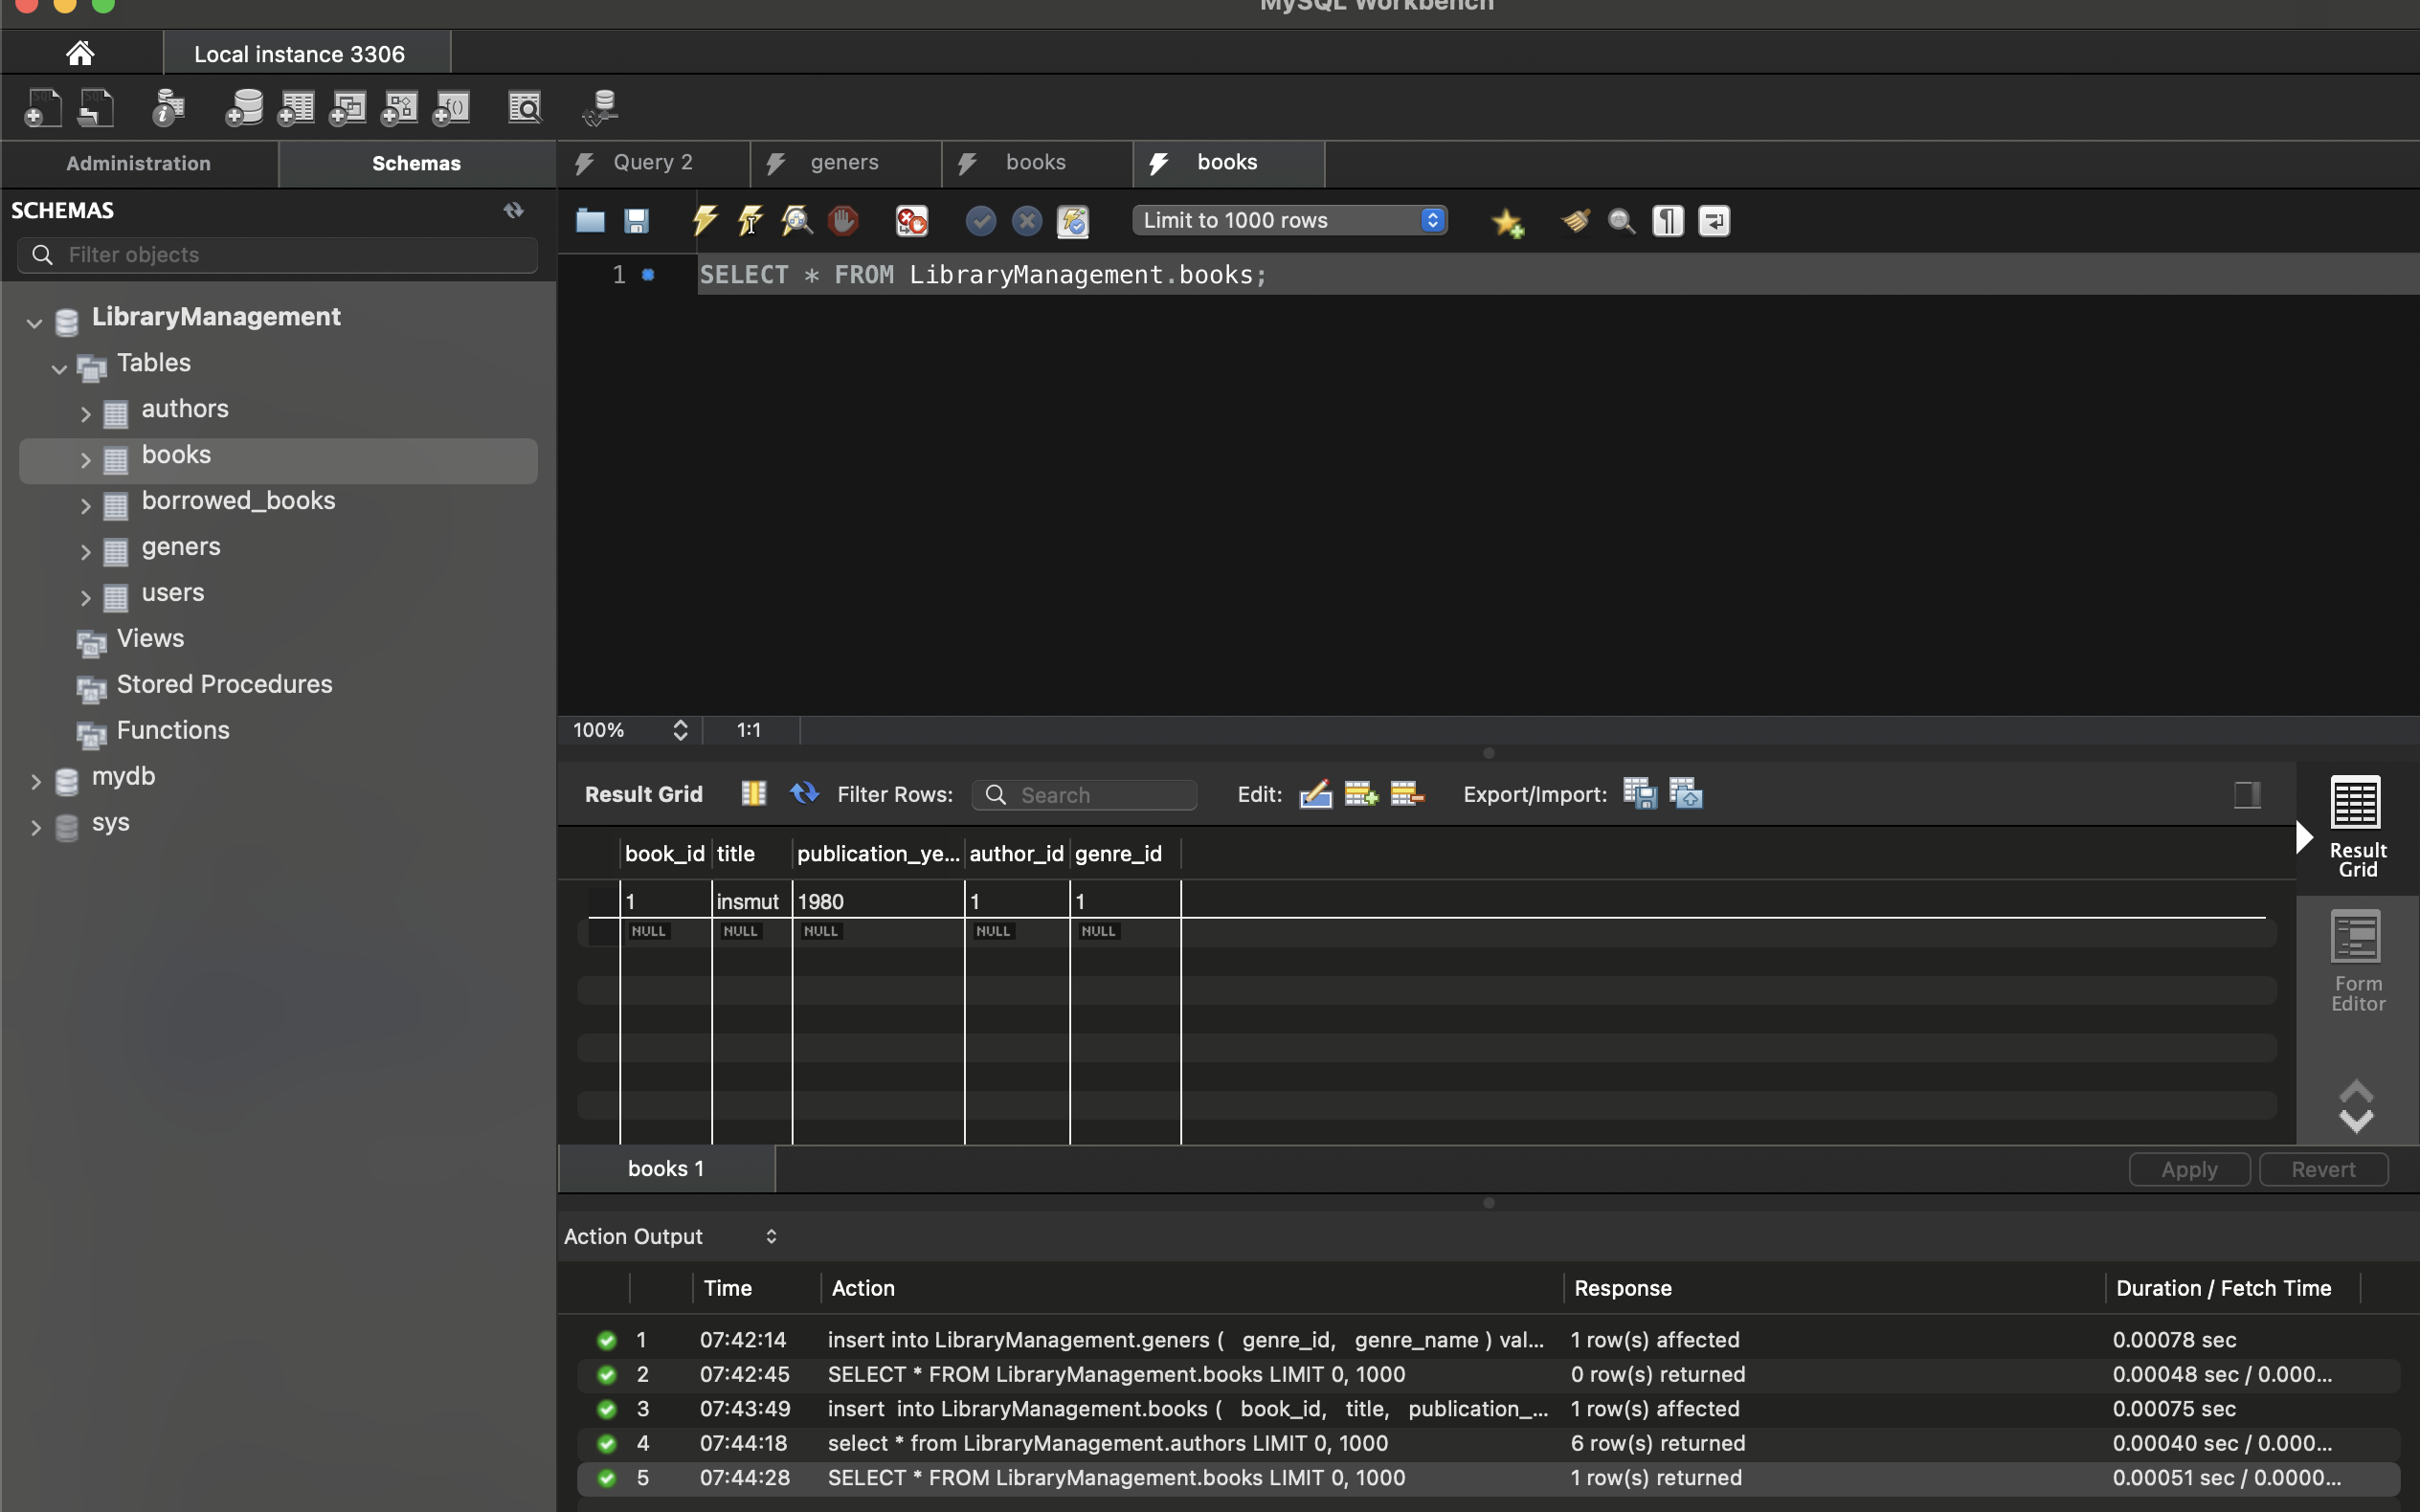 MySQL Workbench
Local instance 3306
Administration
Schemas
Query 2
geners
books
books
SCHEMAS
Filter objects
Limit to 1000 rows
1
SELECT * FROM LibraryManagement.books;
LibraryManagement
Tables
authors
books
borrowed_books
geners
users
Views
Stored Procedures
Functions
mydb
sys
100%
1:1
Result Grid
Filter Rows:
Search
Edit:
Export/Import:
Result
Grid
Form
Editor
book_id title publication_ye... author_id genre_id
1 insmut 1980 1 1
NULL NULL NULL NULL NULL
books 1
Apply
Revert
Action Output
Time Action Response Duration / Fetch Time
1 07:42:14 insert into LibraryManagement.geners ( genre_id, genre_name ) val... 1 row(s) affected 0.00078 sec
2 07:42:45 SELECT * FROM LibraryManagement.books LIMIT 0, 1000 0 row(s) returned 0.00048 sec / 0.000...
3 07:43:49 insert into LibraryManagement.books ( book_id, title, publication_... 1 row(s) affected 0.00075 sec
4 07:44:18 select * from LibraryManagement.authors LIMIT 0, 1000 6 row(s) returned 0.00040 sec / 0.000...
5 07:44:28 SELECT * FROM LibraryManagement.books LIMIT 0, 1000 1 row(s) returned 0.00051 sec / 0.0000...